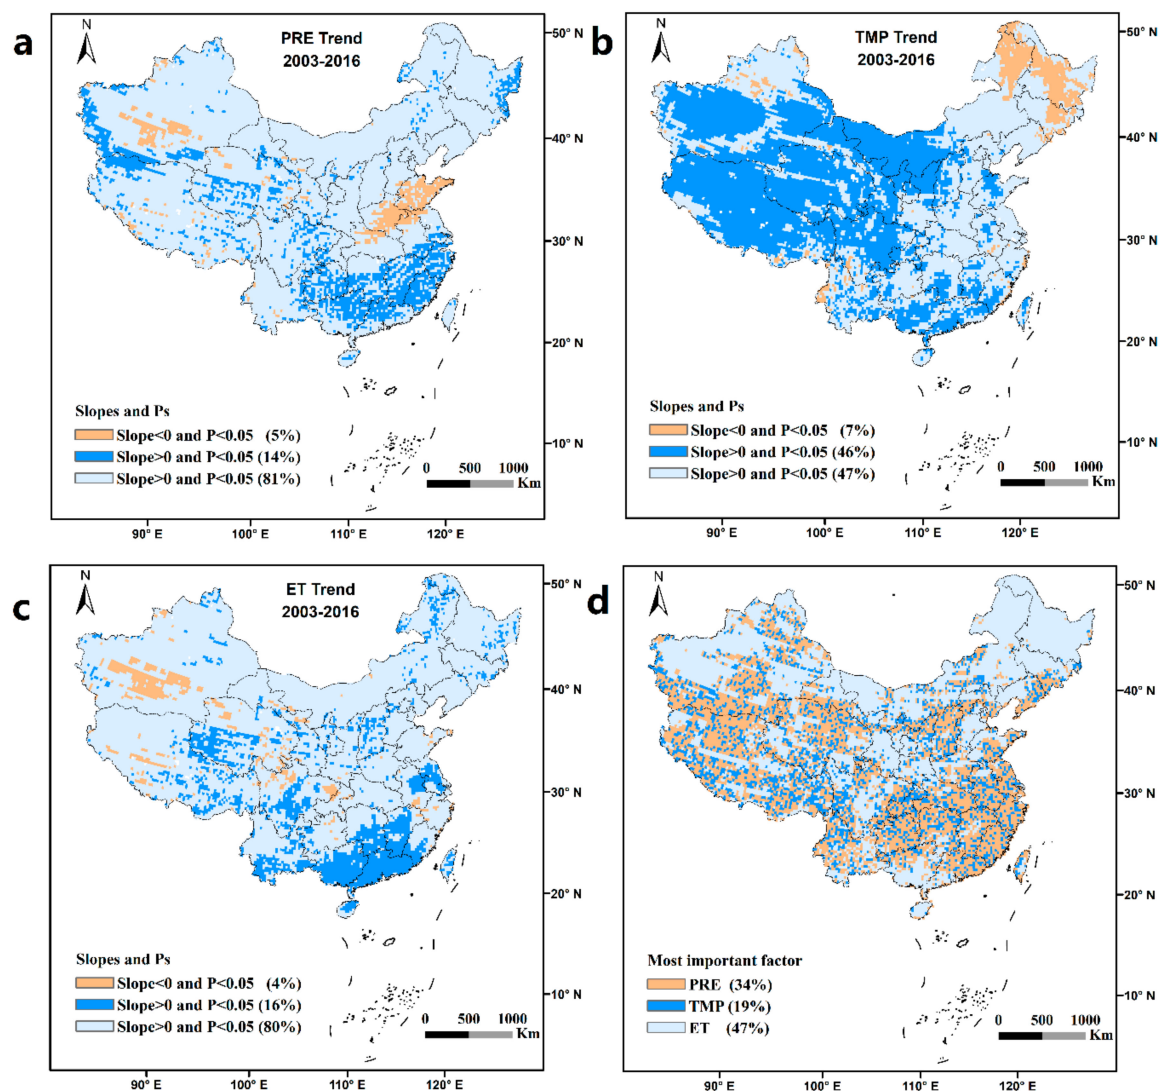 a
N
PRE Trend
2003-2016
50° N
40° N
30° N
20° N
10° N
Slopes and Ps
Slope<0 and P<0.05 (5%)
Slope>0 and P<0.05 (14%)
Slope>0 and P<0.05 (81%)
0 500 1000
Km
90° E 100° E 110° E 120° E
b
N
TMP Trend
2003-2016
50° N
40° N
30° N
20° N
10° N
Slopes and Ps
Slope<0 and P<0.05 (7%)
Slope>0 and P<0.05 (46%)
Slope>0 and P<0.05 (47%)
0 500 1000
Km
90° E 100° E 110° E 120° E
c
N
ET Trend
2003-2016
50° N
40° N
30° N
20° N
10° N
Slopes and Ps
Slope<0 and P<0.05 (4%)
Slope>0 and P<0.05 (16%)
Slope>0 and P<0.05 (80%)
0 500 1000
Km
90° E 100° E 110° E 120° E
d
N
50° N
40° N
30° N
20° N
10° N
Most important factor
PRE (34%)
TMP (19%)
ET (47%)
0 500 1000
Km
90° E 100° E 110° E 120° E